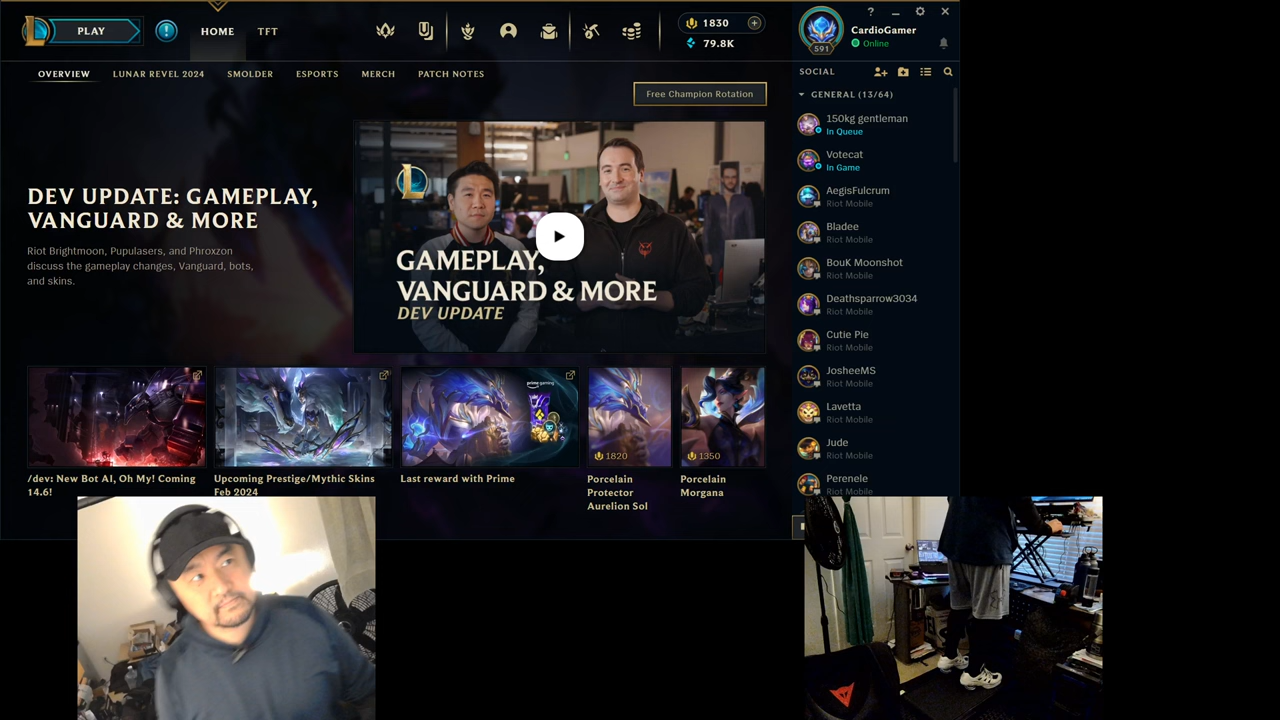 PLAY
HOME
TFT
1830
79.8K
?
591
CardioGamer
Online
OVERVIEW
LUNAR REVEL 2024
SMOLDER
ESPORTS
MERCH
PATCH NOTES
Free Champion Rotation
DEV UPDATE: GAMEPLAY,
VANGUARD & MORE
Riot Brightmoon, Pupulasers, and Phroxzon
discuss the gameplay changes, Vanguard, bots,
and skins.
GAMEPLAY,
VANGUARD & MORE
DEV UPDATE
prime gaming
1820
1350
/dev: New Bot AI, Oh My! Coming
14.6!
Upcoming Prestige/Mythic Skins
Feb 2024
Last reward with Prime
Porcelain
Protector
Aurelion Sol
Porcelain
Morgana
SOCIAL
GENERAL (13/64)
150kg gentleman
In Queue
Votecat
In Game
AegisFulcrum
Riot Mobile
Bladee
Riot Mobile
BouK Moonshot
Riot Mobile
Deathsparrow3034
Riot Mobile
Cutie Pie
Riot Mobile
JosheeMS
Riot Mobile
Lavetta
Riot Mobile
Jude
Riot Mobile
Perenele
Riot Mobile